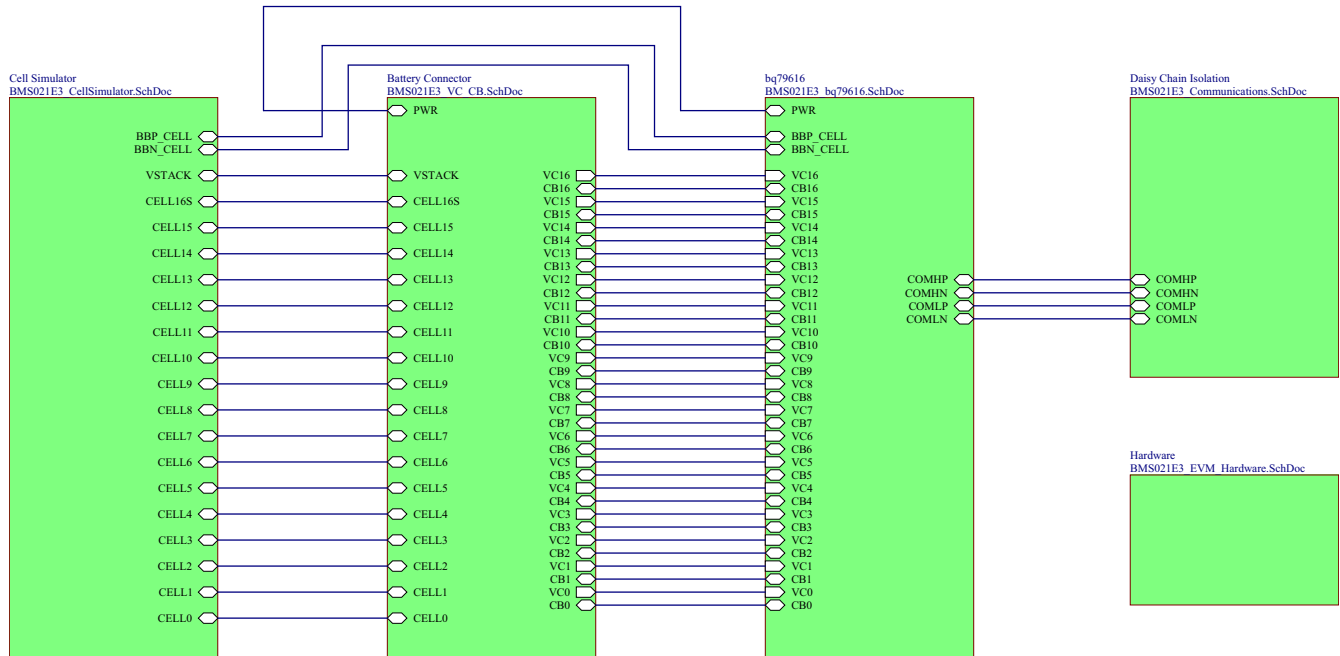 Cell Simulator
BMS021E3_CellSimulator.SchDoc
BBP_CELL
BBN_CELL
VSTACK
CELL16S
CELL15
CELL14
CELL13
CELL12
CELL11
CELL10
CELL9
CELL8
CELL7
CELL6
CELL5
CELL4
CELL3
CELL2
CELL1
CELL0
Battery Connector
BMS021E3_VC_CB.SchDoc
PWR
VSTACK
CELL16S
CELL15
CELL14
CELL13
CELL12
CELL11
CELL10
CELL9
CELL8
CELL7
CELL6
CELL5
CELL4
CELL3
CELL2
CELL1
CELL0
VC16
CB16
VC15
CB15
VC14
CB14
VC13
CB13
VC12
CB12
VC11
CB11
VC10
CB10
VC9
CB9
VC8
CB8
VC7
CB7
VC6
CB6
VC5
CB5
VC4
CB4
VC3
CB3
VC2
CB2
VC1
CB1
VC0
CB0
bq79616
BMS021E3_bq79616.SchDoc
PWR
BBP_CELL
BBN_CELL
VC16
CB16
VC15
CB15
VC14
CB14
VC13
CB13
VC12
CB12
VC11
CB11
VC10
CB10
VC9
CB9
VC8
CB8
VC7
CB7
VC6
CB6
VC5
CB5
VC4
CB4
VC3
CB3
VC2
CB2
VC1
CB1
VC0
CB0
COMHP
COMHN
COMLP
COMLN
Daisy Chain Isolation
BMS021E3_Communications.SchDoc
COMHP
COMHN
COMLP
COMLN
Hardware
BMS021E3_EVM_Hardware.SchDoc